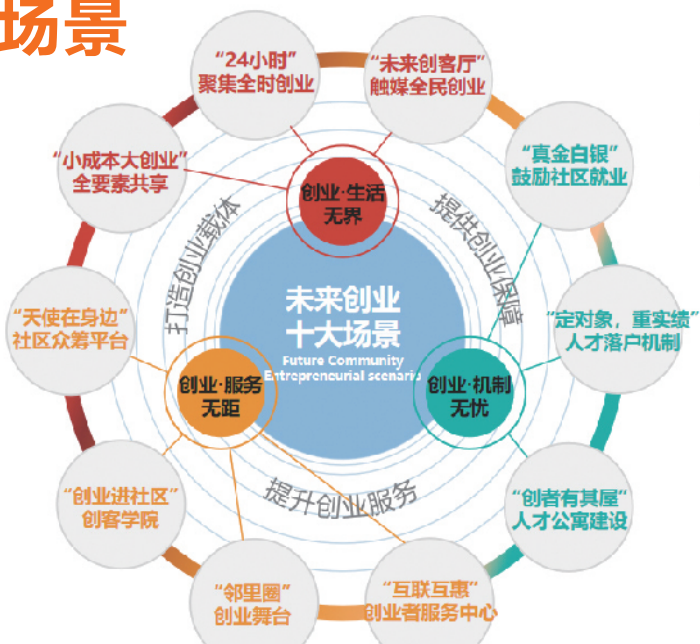 场景
“24小时”
聚集全时创业
“未来创客厅”
触媒全民创业
“小成本大创业”
全要素共享
“真金白银”
鼓励社区就业
创业·生活
无界
打造创业载体
提供创业保障
“天使在身边”
社区众筹平台
未来创业
十大场景
Future Community
Entrepreneurial scenario
“定对象，重实绩”
人才落户机制
创业·服务
无距
创业·机制
无忧
提升创业服务
“创业进社区”
创客学院
“创者有其屋”
人才公寓建设
“邻里圈”
创业舞台
“互联互惠”
创业者服务中心